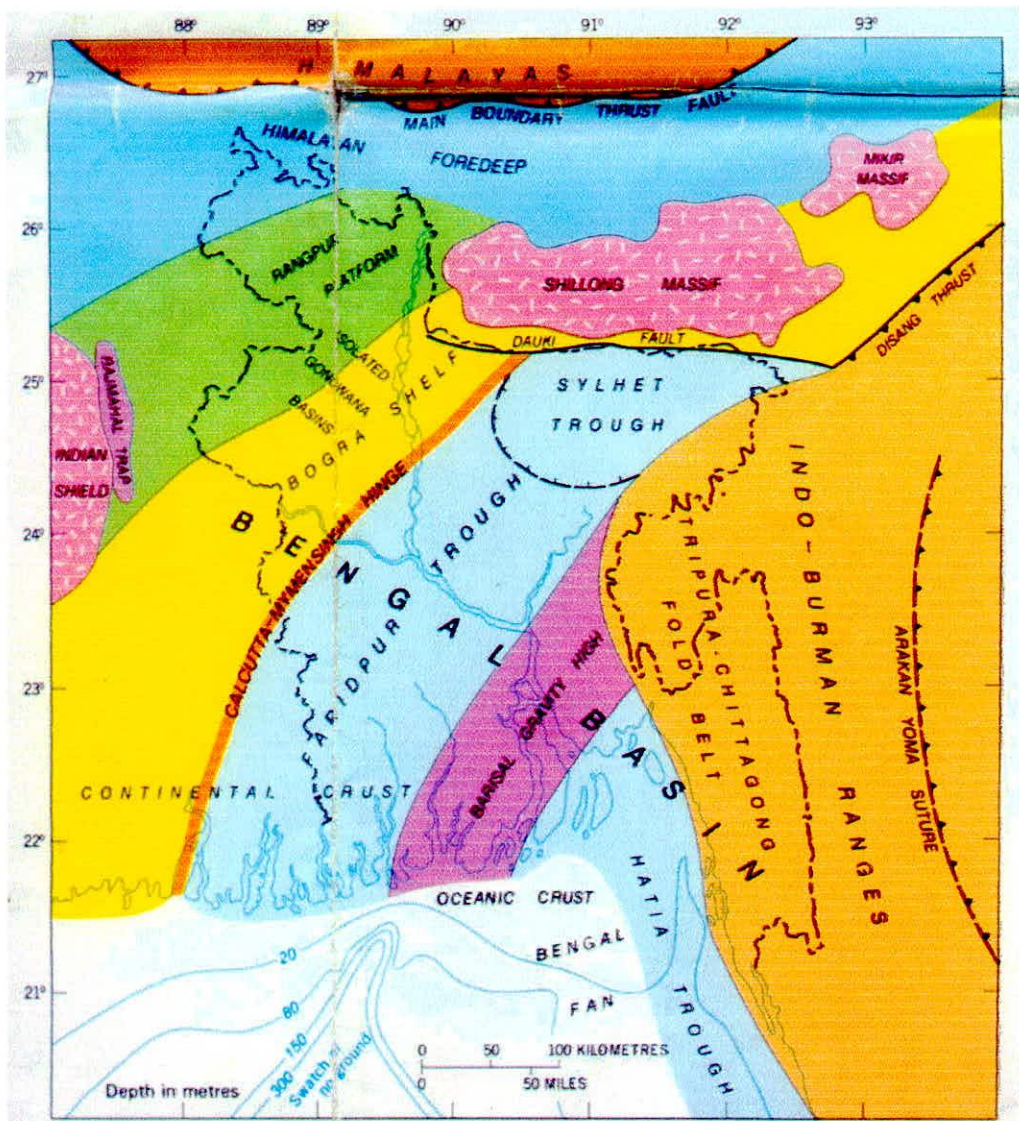 88° 89° 90° 91° 92° 93°
27°
26°
25°
24°
23°
22°
21°
HIMALAYAS
MAIN BOUNDARY THRUST FAULT
HIMALAYAN
FOREDEEP
MIKIR
MASSIF
RANGPUR
PLATFORM
SHILLONG MASSIF
DAUKI FAULT
DISANG THRUST
ISOLATED
GONDWANA
BASINS
BOGRA SHELF
SYLHET
TROUGH
RAJMAHAL TRAP
INDIAN
SHIELD
BENGAL BASIN
CALCUTTA-MYMENSINGH HINGE
FARIDPUR TROUGH
BARISAL GRAVITY HIGH
TRIPURA-CHITTAGONG
FOLD BELT
INDO-BURMAN RANGES
ARAKAN YOMA SUTURE
CONTINENTAL CRUST
OCEANIC CRUST
BENGAL
FAN
HATIA TROUGH
20
80
150
300
Swatch of
no ground
0 50 100 KILOMETRES
0 50 MILES
Depth in metres